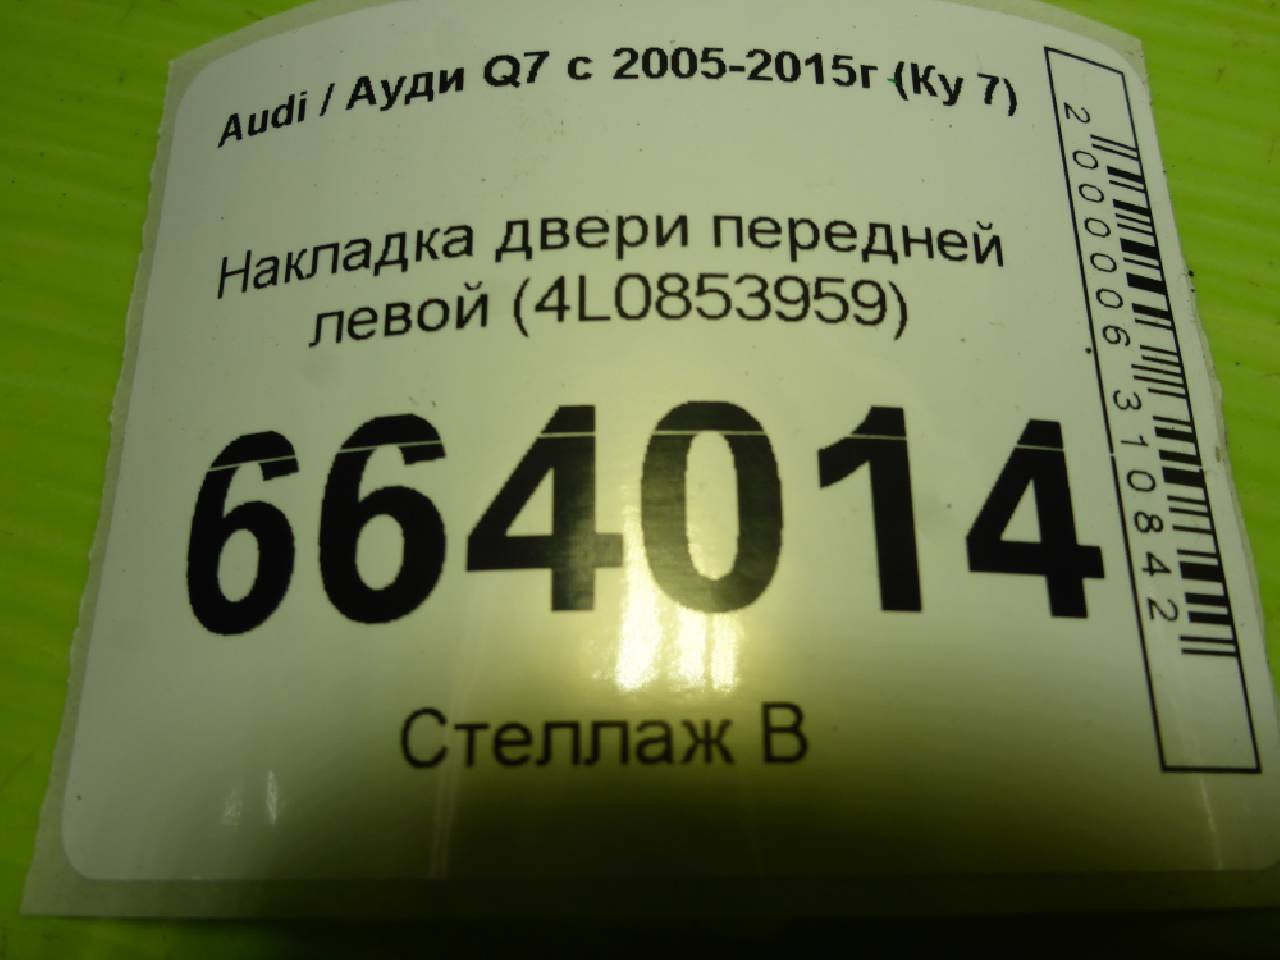 Audi / Ауди Q7 с 2005-2015г (Ку 7)
Накладка двери передней
левой (4L0853959)
664014
Стеллаж В
2000006310842